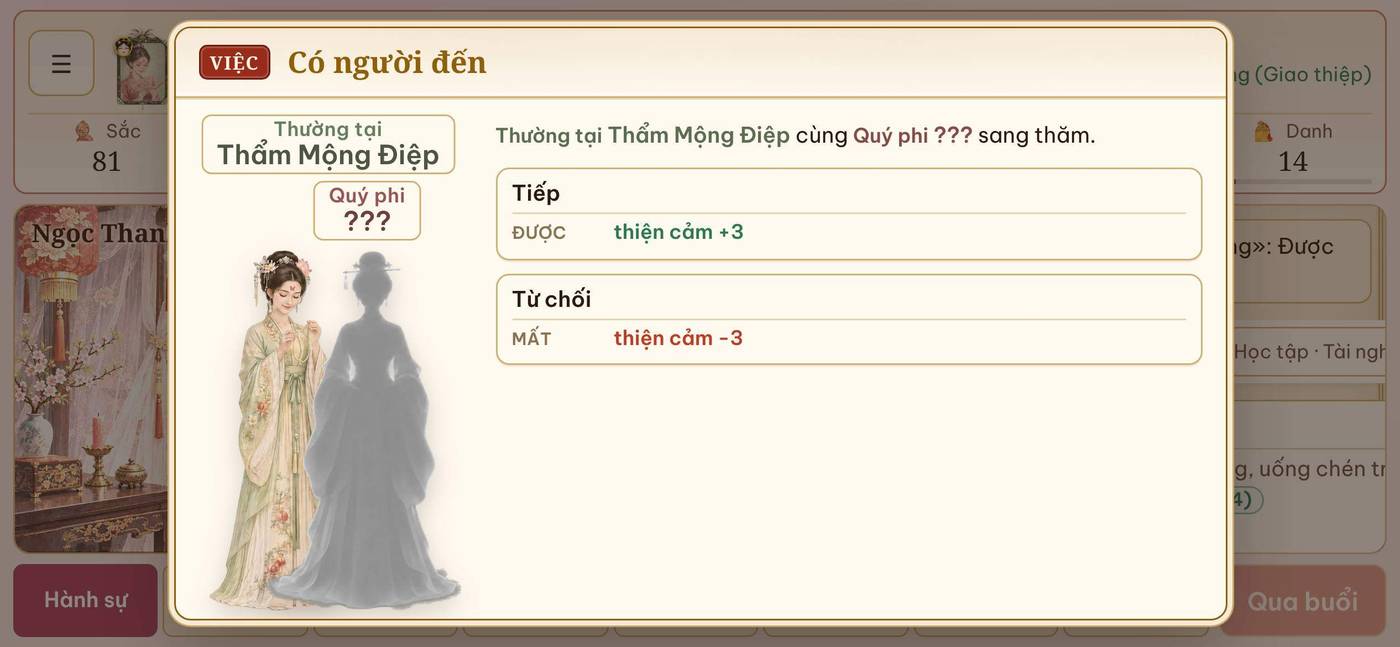 ☰
ng (Giao thiệp)
Sắc
81
Danh
14
Ngọc Than
ng»: Được
Học tập · Tài ngh
g, uống chén tr
4)
Hành sự
Qua buổi
VIỆC Có người đến
Thường tại
Thẩm Mộng Điệp
Quý phi
???
Thường tại Thẩm Mộng Điệp cùng Quý phi ??? sang thăm.
Tiếp
ĐƯỢC thiện cảm +3
Từ chối
MẤT thiện cảm -3